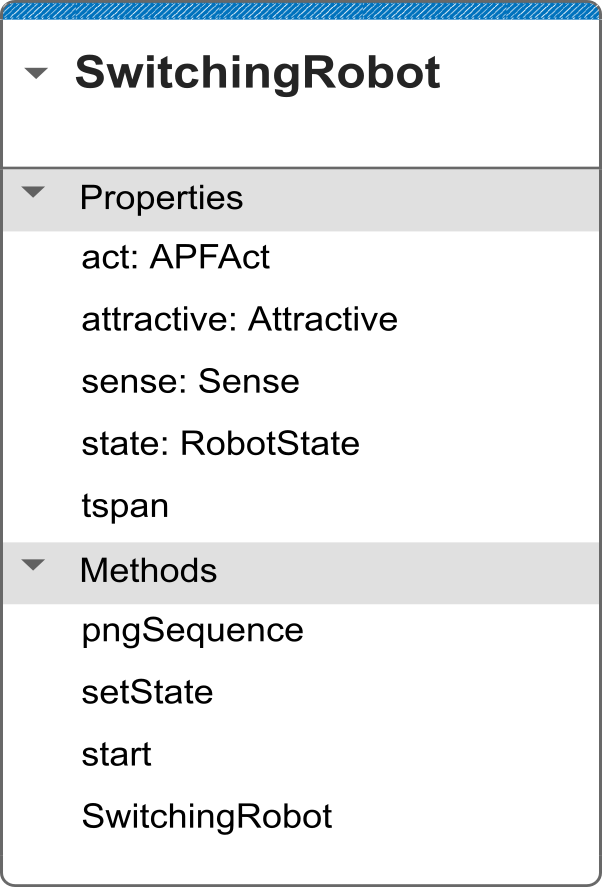 SwitchingRobot
Properties
act: APFAct
attractive: Attractive
sense: Sense
state: RobotState
tspan
Methods
pngSequence
setState
start
SwitchingRobot